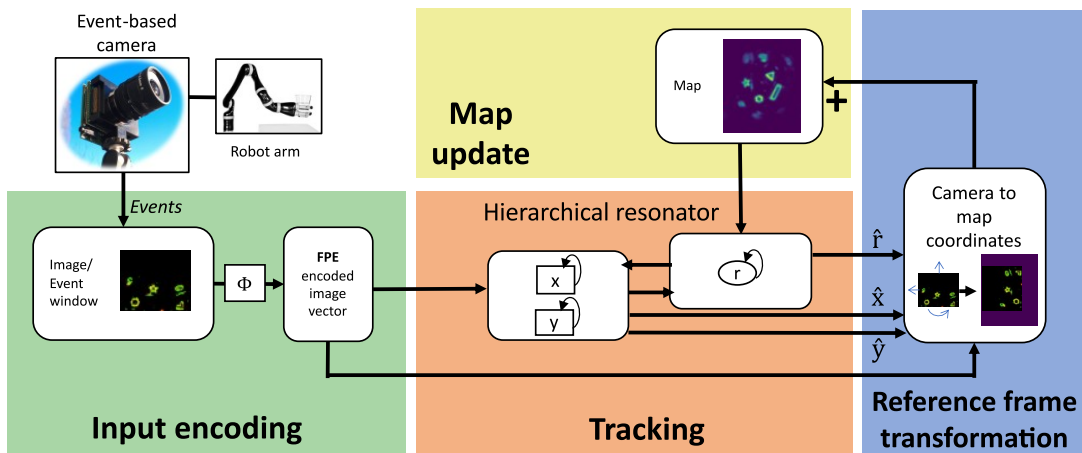 Event-based
camera
Robot arm
Events
Image/
Event
window
Φ
FPE
encoded
image
vector
Input encoding
Map
update
Map
+
Hierarchical resonator
x
y
r
Tracking
r̂
x̂
ŷ
Camera to
map
coordinates
Reference frame
transformation